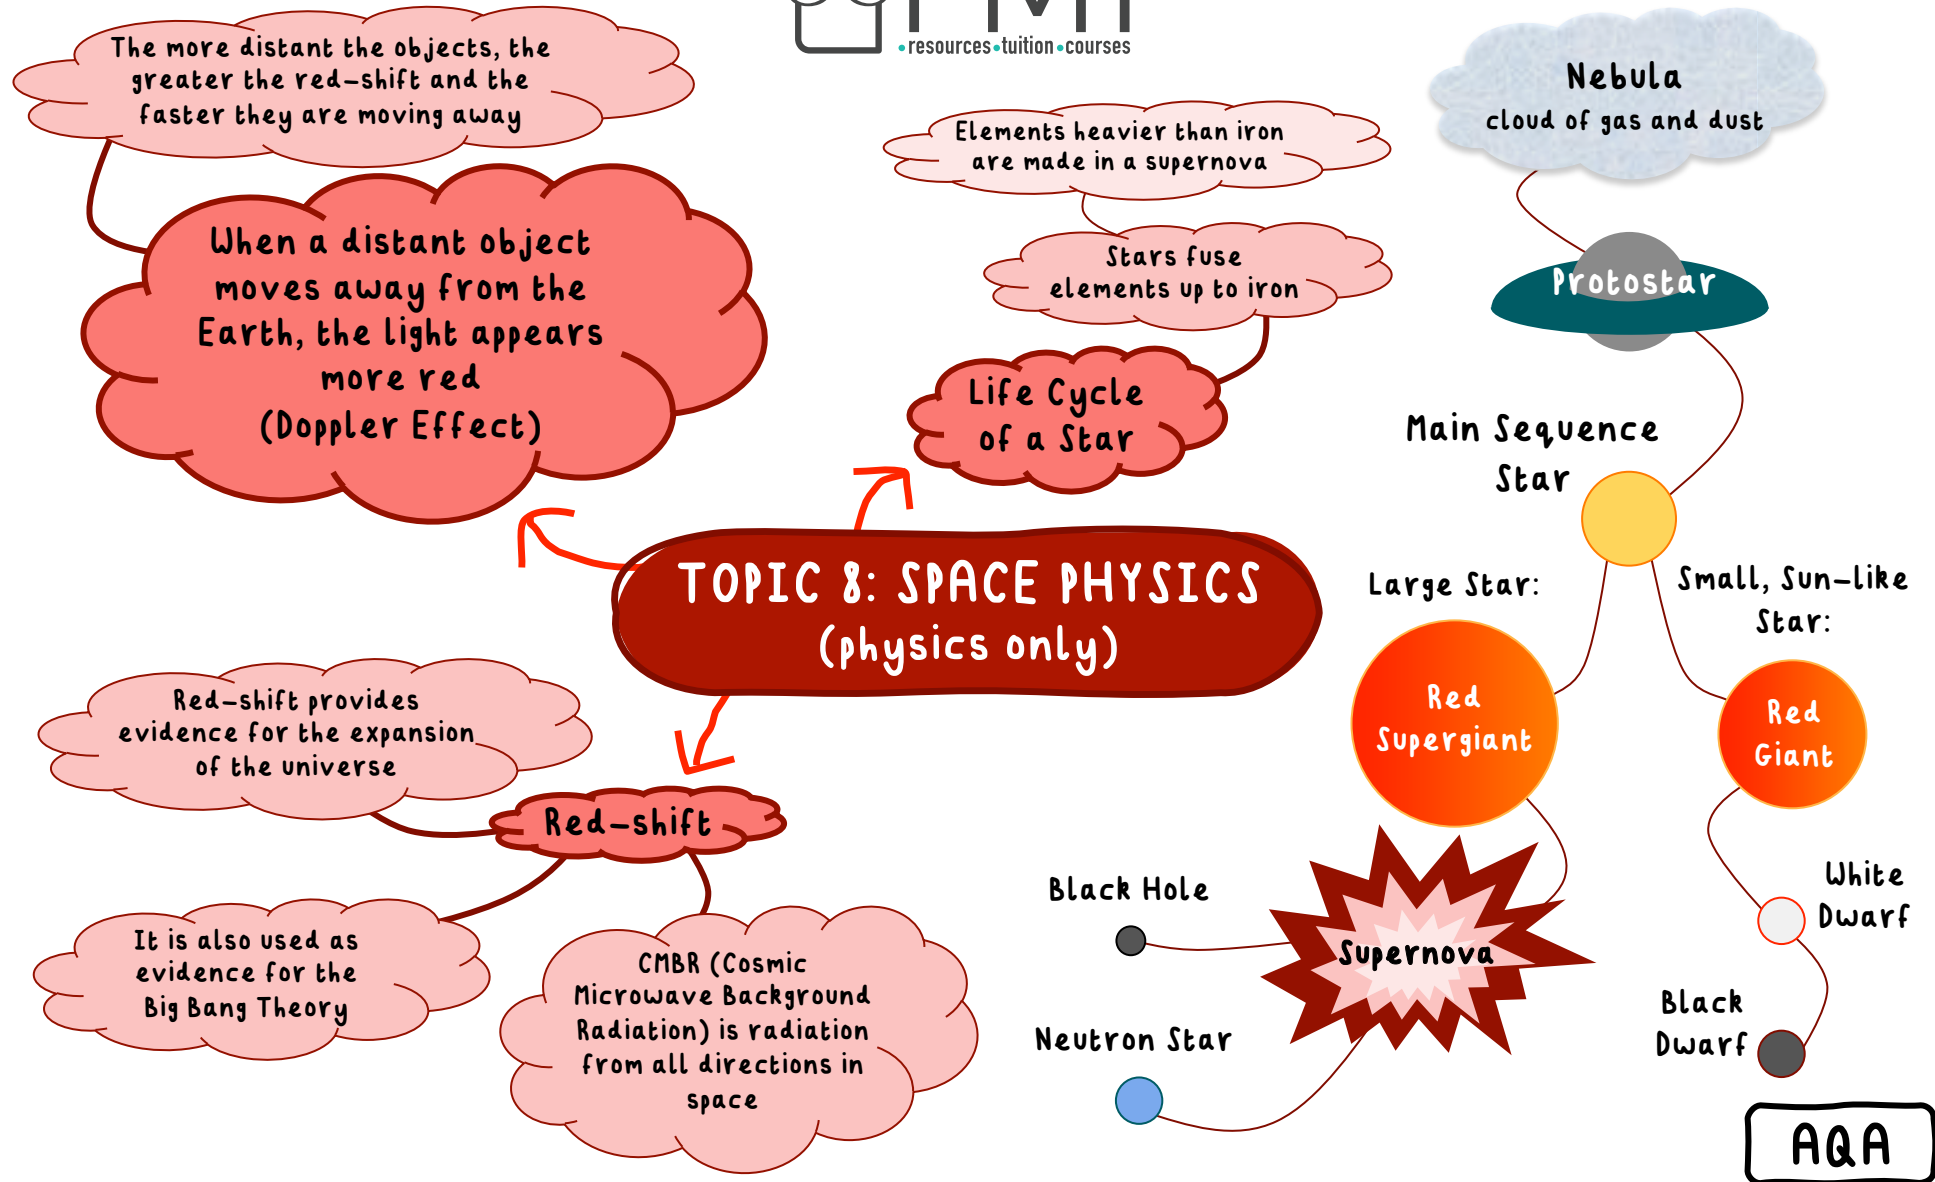 PMT
•resources•tuition•courses
The more distant the objects, the
greater the red-shift and the
faster they are moving away
When a distant object
moves away from the
Earth, the light appears
more red
(Doppler Effect)
Elements heavier than iron
are made in a supernova
Stars fuse
elements up to iron
Life Cycle
of a Star
TOPIC 8: SPACE PHYSICS
(physics only)
Red-shift provides
evidence for the expansion
of the universe
Red-shift
It is also used as
evidence for the
Big Bang Theory
CMBR (Cosmic
Microwave Background
Radiation) is radiation
from all directions in
space
Nebula
cloud of gas and dust
Protostar
Main Sequence
Star
Large Star:
Small, Sun-like
Star:
Red
Supergiant
Red
Giant
Supernova
Black Hole
Neutron Star
White
Dwarf
Black
Dwarf
AQA